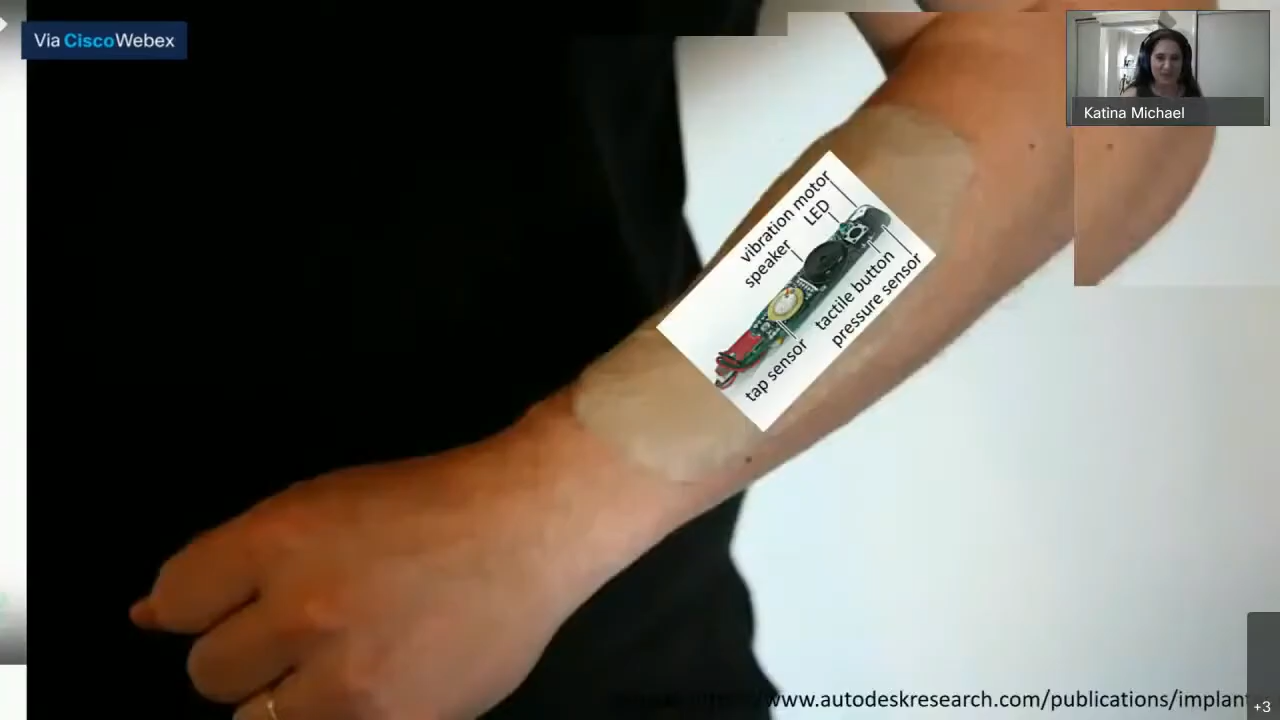 Via CiscoWebex
Katina Michael
vibration motor
LED
speaker
tactile button
pressure sensor
tap sensor
www.autodeskresearch.com/publications/implant
+3